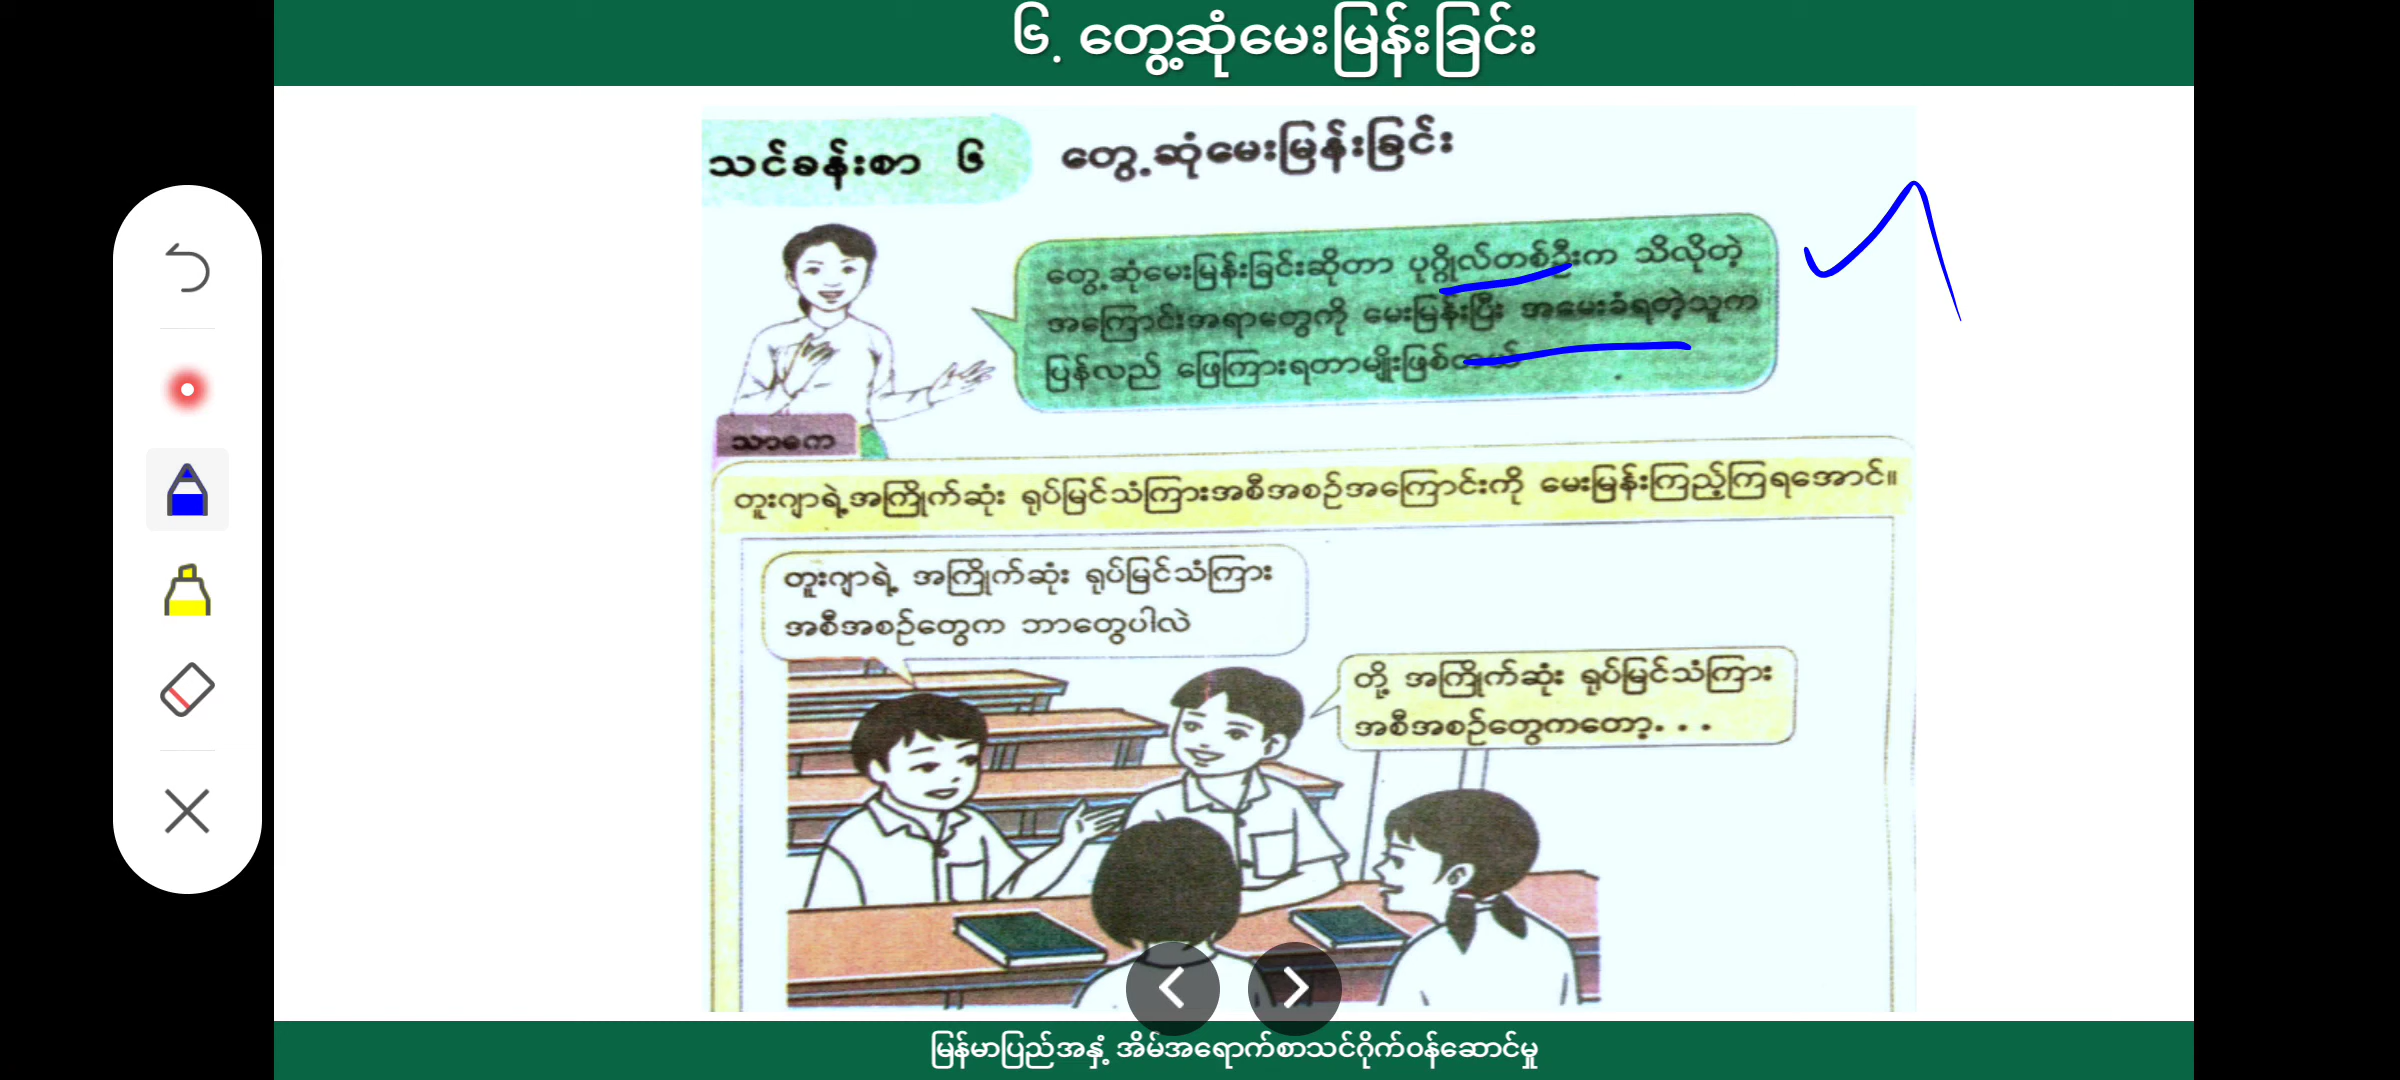 ၆. တွေ့ဆုံမေးမြန်းခြင်း
သင်ခန်းစာ ၆ တွေ့ဆုံမေးမြန်းခြင်း
တွေ့ဆုံမေးမြန်းခြင်းဆိုတာ ပုဂ္ဂိုလ်တစ်ဦးက သိလိုတဲ့
အကြောင်းအရာတွေကို မေးမြန်းပြီး အမေးခံရတဲ့သူက
ပြန်လည် ဖြေကြားရတာမျိုးဖြစ်တယ်
သာဓက
တူးဂျာရဲ့အကြိုက်ဆုံး ရုပ်မြင်သံကြားအစီအစဉ်အကြောင်းကို မေးမြန်းကြည့်ကြရအောင်။
တူးဂျာရဲ့ အကြိုက်ဆုံး ရုပ်မြင်သံကြား
အစီအစဉ်တွေက ဘာတွေပါလဲ
တို့ အကြိုက်ဆုံး ရုပ်မြင်သံကြား
အစီအစဉ်တွေကတော့. . .
မြန်မာပြည်အနှံ့ အိမ်အရောက်စာသင်ဂိုက်ဝန်ဆောင်မှု